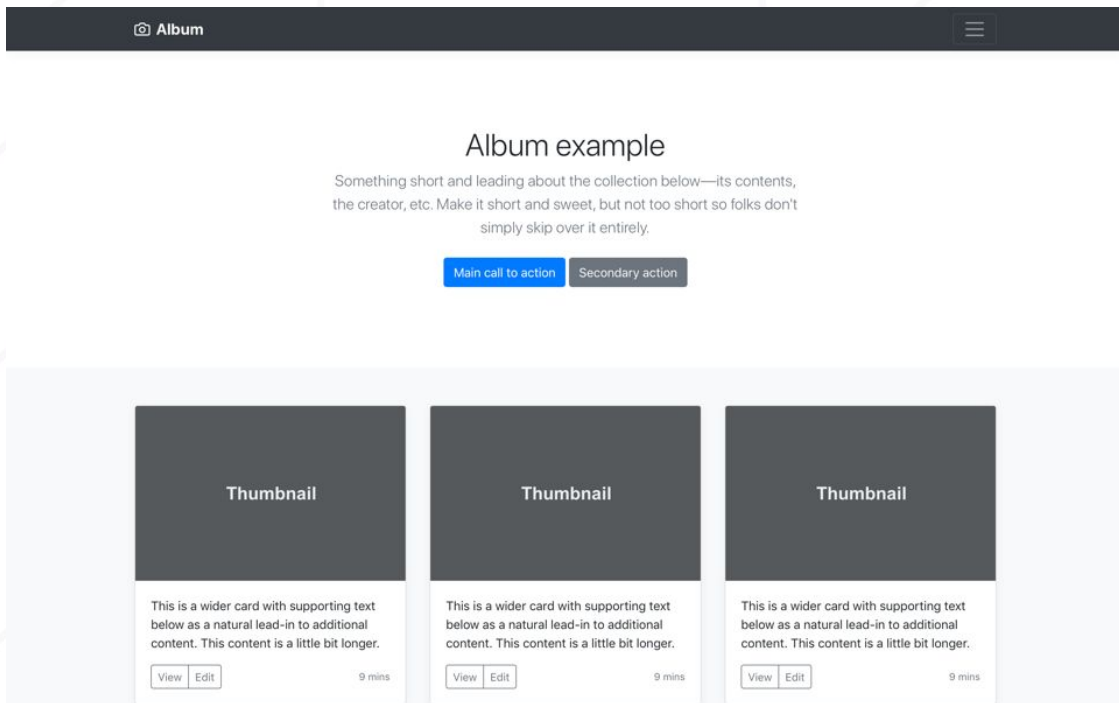 Album
Album example
Something short and leading about the collection below—its contents,
the creator, etc. Make it short and sweet, but not too short so folks don't
simply skip over it entirely.
Main call to action Secondary action
Thumbnail
This is a wider card with supporting text
below as a natural lead-in to additional
content. This content is a little bit longer.
View Edit 9 mins
Thumbnail
This is a wider card with supporting text
below as a natural lead-in to additional
content. This content is a little bit longer.
View Edit 9 mins
Thumbnail
This is a wider card with supporting text
below as a natural lead-in to additional
content. This content is a little bit longer.
View Edit 9 mins